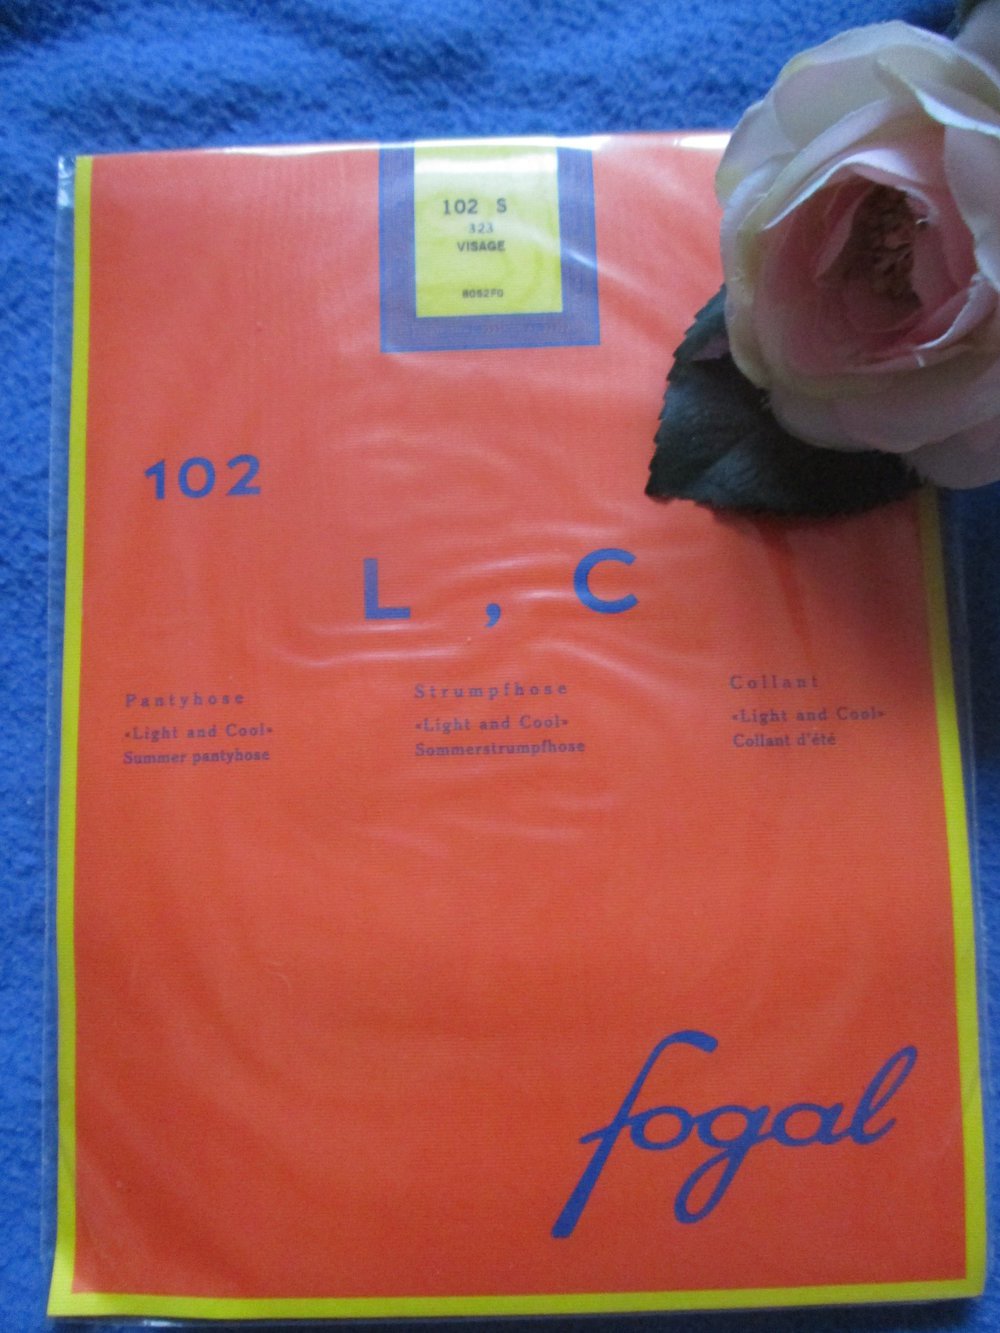 102 S
323
VISAGE
8052F0
102
L , C
Pantyhose
«Light and Cool»
Summer pantyhose
Strumpfhose
«Light and Cool»
Sommerstrumpfhose
Collant
«Light and Cool»
Collant d'été
fogal